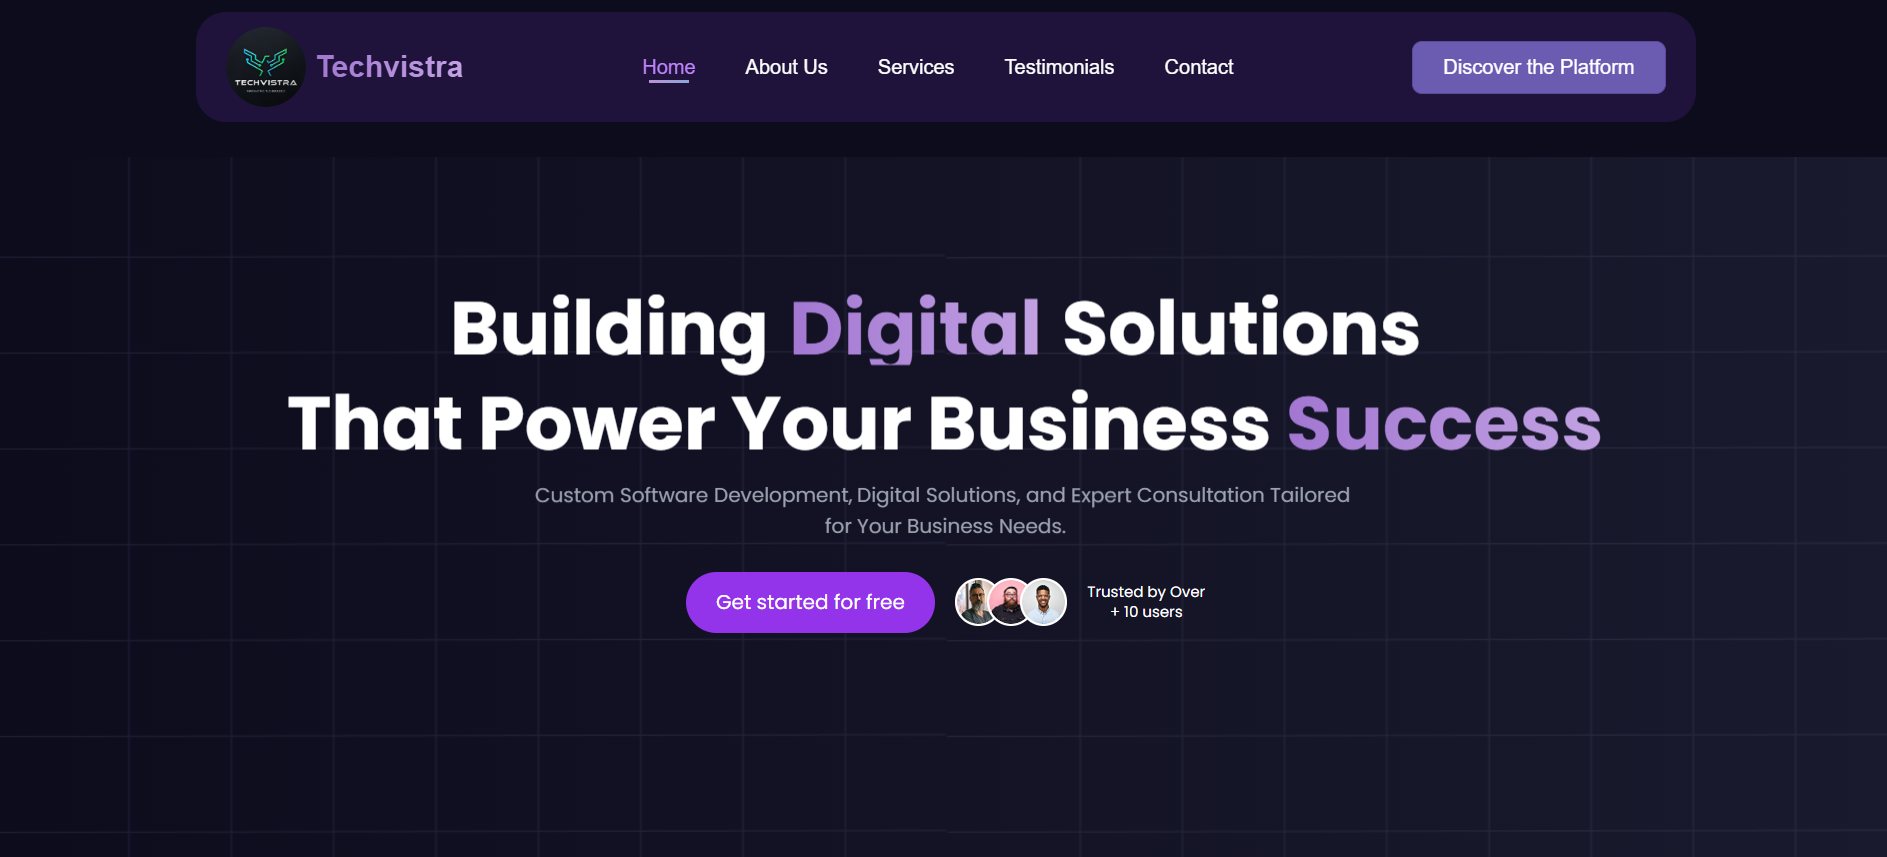 TECHVISTRA
Techvistra
Home
About Us
Services
Testimonials
Contact
Discover the Platform
Building Digital Solutions
That Power Your Business Success
Custom Software Development, Digital Solutions, and Expert Consultation Tailored
for Your Business Needs.
Get started for free
Trusted by Over
+ 10 users